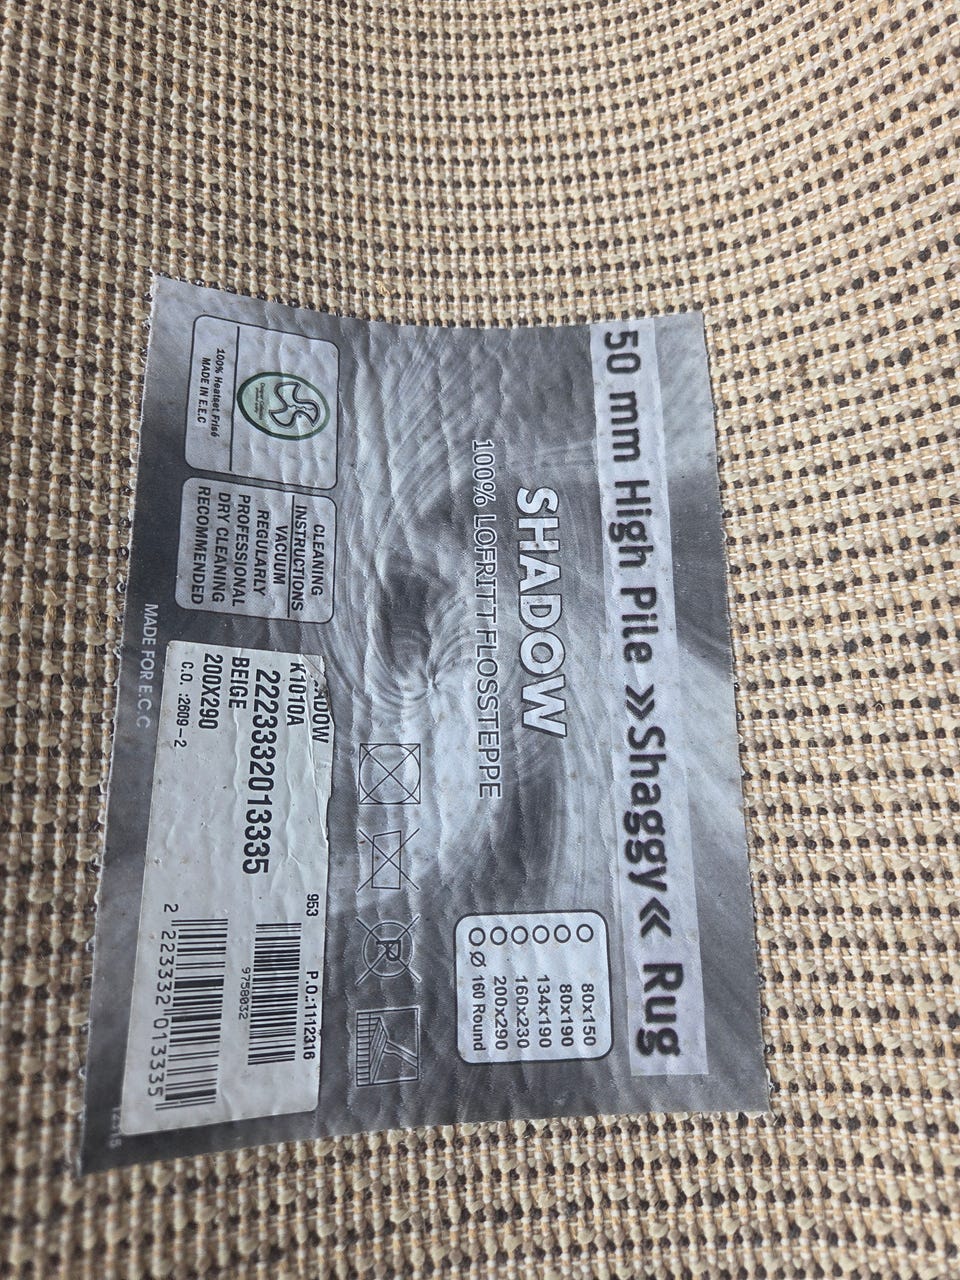 50 mm High Pile »Shaggy« Rug
SHADOW
100% LOFRITT FLOSSTEPPE
80x150
80x190
134x190
160x230
200x290
Ø 160 Round
100% Heatset Frisé
MADE IN E.E.C
CLEANING
INSTRUCTIONS
VACUUM
REGULARLY
PROFESSIONAL
DRY CLEANING
RECOMMENDED
R
K1010A
2223332013335
BEIGE
200X290
C.O. :2609-2
953
P.O.:1112316
9758032
2 223332 013335
MADE FOR E.C.C